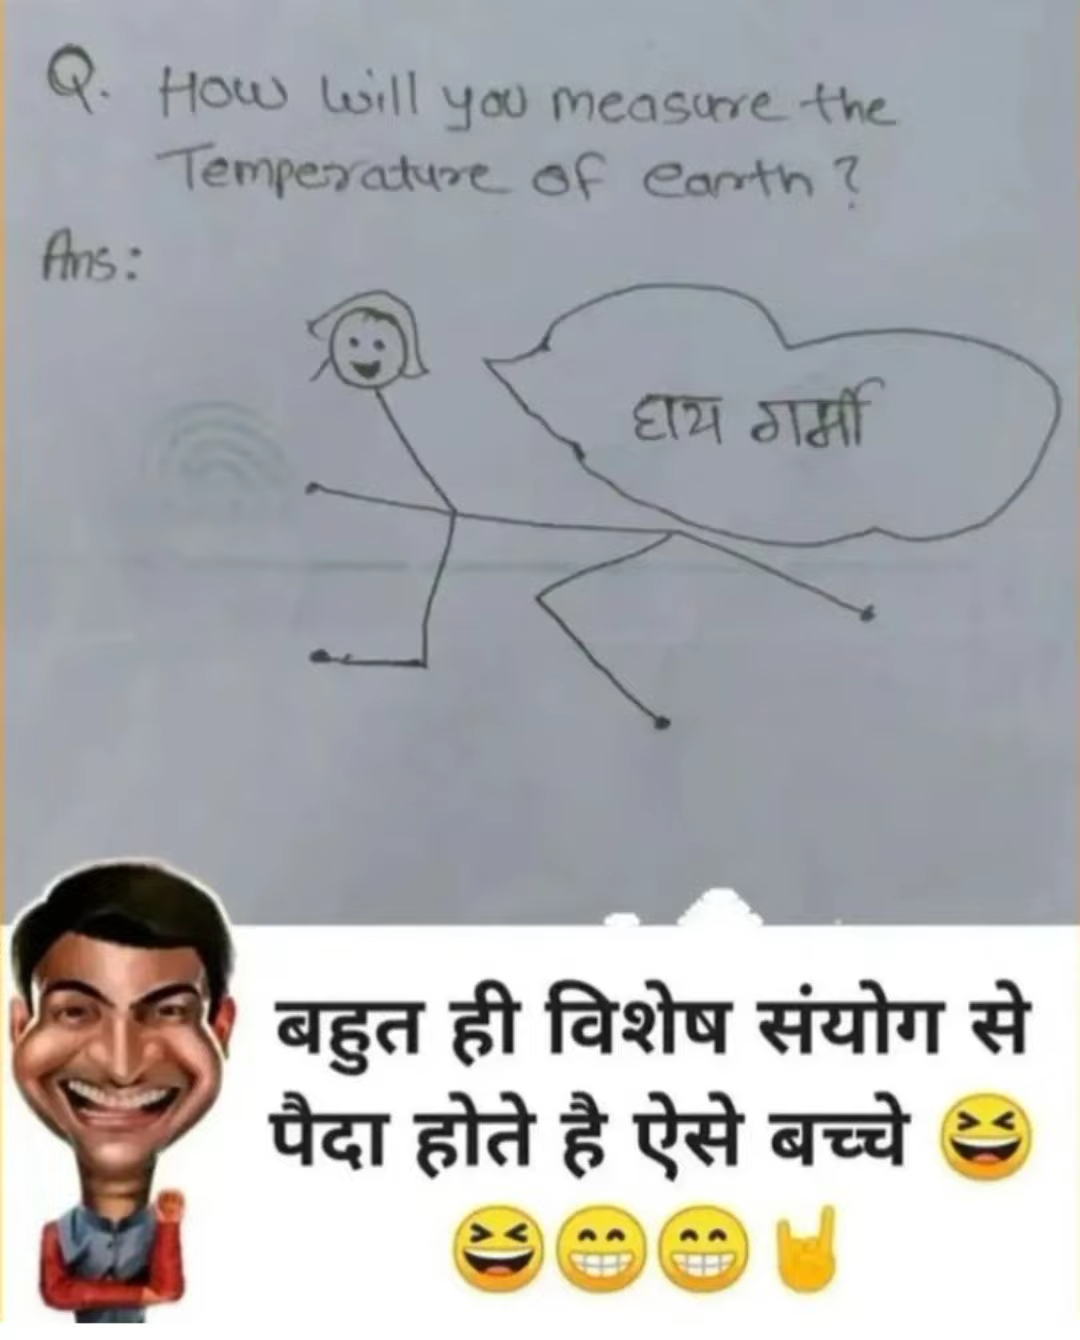 Q. How will you measure the
Temperature of earth ?
Ans:
हाय गर्मी
बहुत ही विशेष संयोग से
पैदा होते है ऐसे बच्चे 😆
😆😁😁🤘